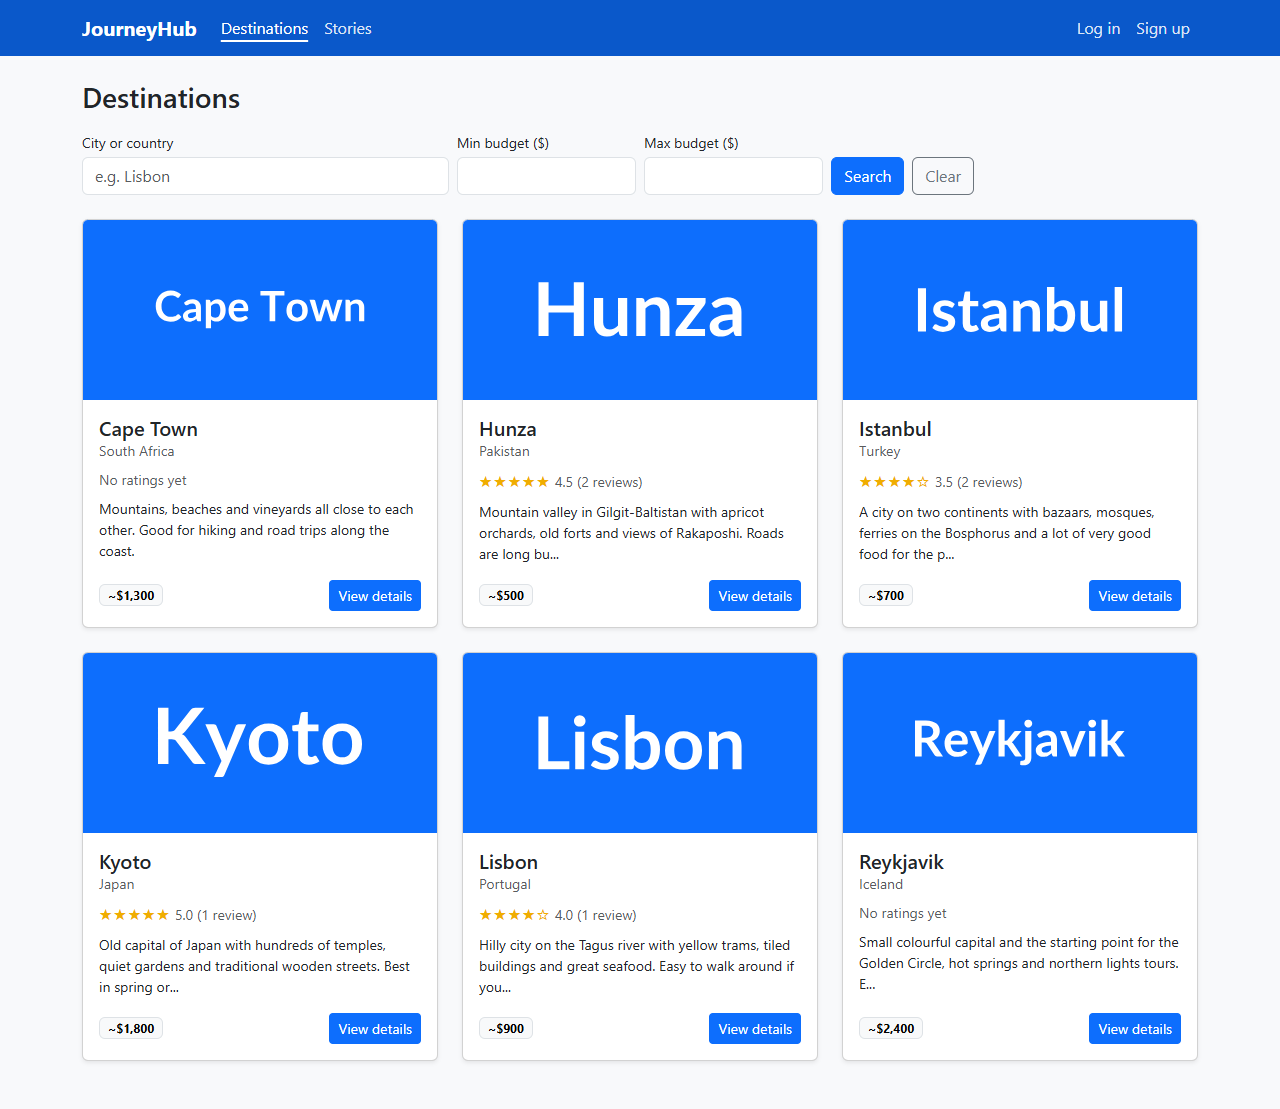 JourneyHub Destinations Stories Log in Sign up
Destinations
City or country Min budget ($) Max budget ($)
e.g. Lisbon Search Clear
Cape Town
Cape Town
South Africa
No ratings yet
Mountains, beaches and vineyards all close to each
other. Good for hiking and road trips along the
coast.
~$1,300 View details
Hunza
Hunza
Pakistan
★★★★★ 4.5 (2 reviews)
Mountain valley in Gilgit-Baltistan with apricot
orchards, old forts and views of Rakaposhi. Roads
are long bu...
~$500 View details
Istanbul
Istanbul
Turkey
★★★★☆ 3.5 (2 reviews)
A city on two continents with bazaars, mosques,
ferries on the Bosphorus and a lot of very good
food for the p...
~$700 View details
Kyoto
Kyoto
Japan
★★★★★ 5.0 (1 review)
Old capital of Japan with hundreds of temples,
quiet gardens and traditional wooden streets. Best
in spring or...
~$1,800 View details
Lisbon
Lisbon
Portugal
★★★★☆ 4.0 (1 review)
Hilly city on the Tagus river with yellow trams, tiled
buildings and great seafood. Easy to walk around if
you...
~$900 View details
Reykjavik
Reykjavik
Iceland
No ratings yet
Small colourful capital and the starting point for the
Golden Circle, hot springs and northern lights tours.
E...
~$2,400 View details